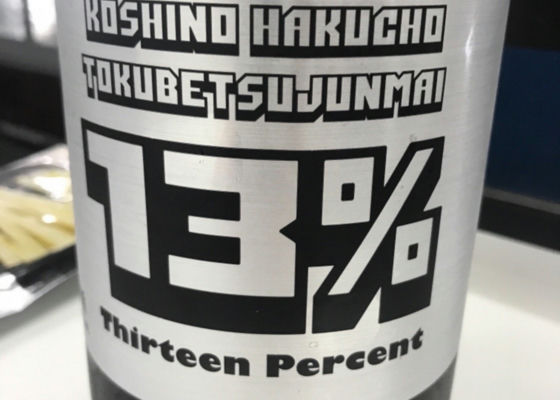 KOSHINO HAKUCHO
TOKUBETSUJUNMAI
13%
Thirteen Percent